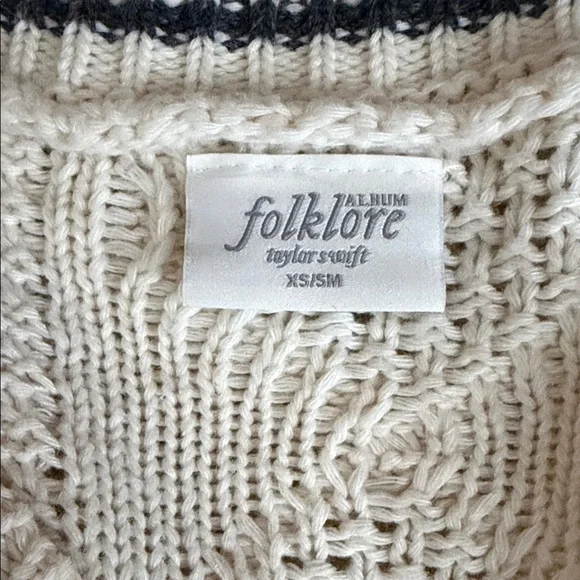 ALBUM
folklore
taylor swift
XS/SM